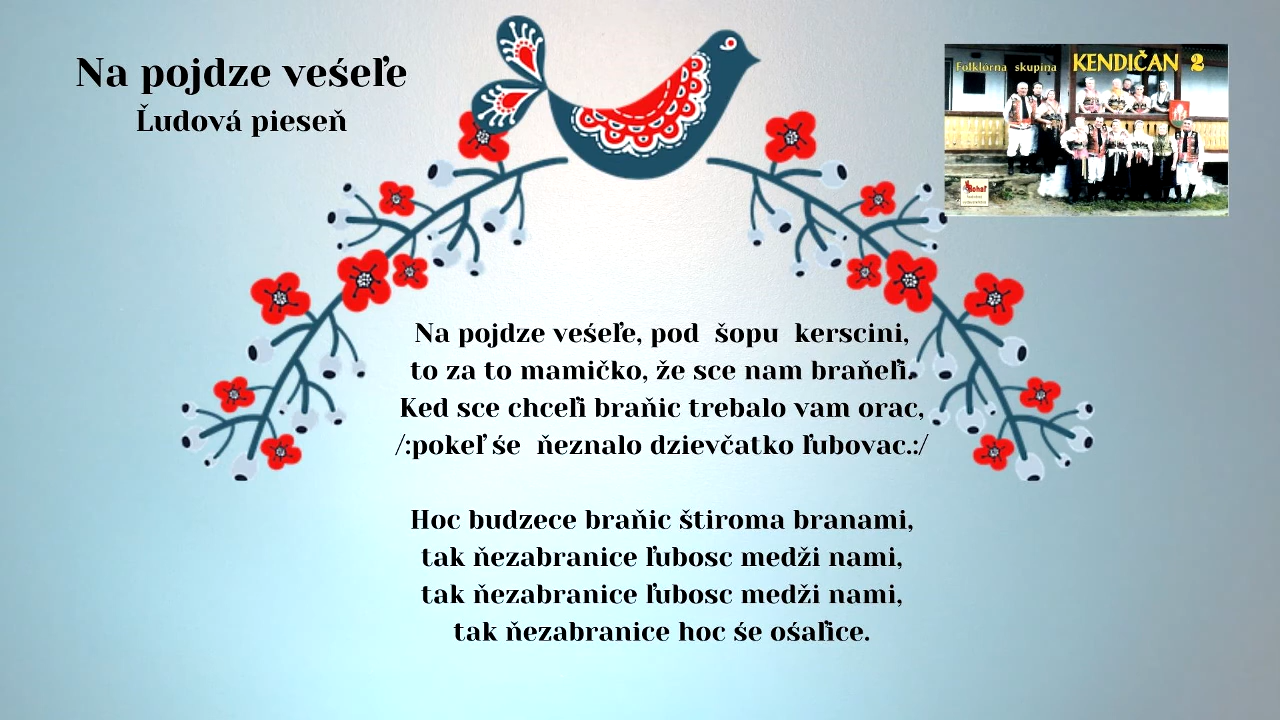 Na pojdze veśeľe
Ľudová pieseň
Folklórna skupina KENDIČAN 2
Na pojdze veśeľe, pod šopu kerscini,
to za to mamičko, že sce nam braňeľi.
Ked sce chceľi braňic trebalo vam orac,
/:pokeľ śe ňeznalo dzievčatko ľubovac.:/
Hoc budzece braňic štiroma branami,
tak ňezabranice ľubosc medži nami,
tak ňezabranice ľubosc medži nami,
tak ňezabranice hoc śe ośaľice.